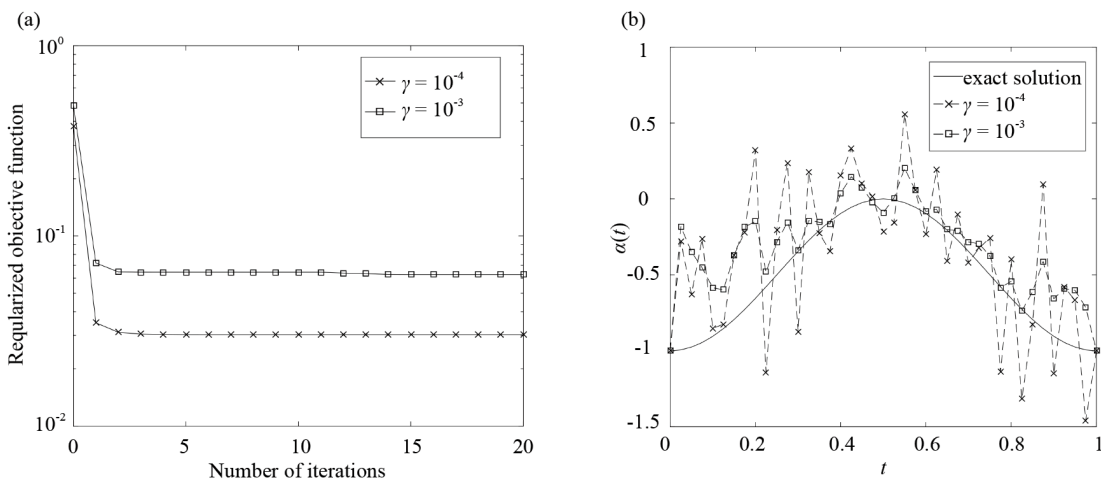 (a)
10^0
10^-1
10^-2
Reqularized obiective function
γ = 10^-4
γ = 10^-3
0 5 10 15 20
Number of iterctions
(b)
1
0.5
0
-0.5
-1
-1.5
α(t)
exact solution
γ = 10^-4
γ = 10^-3
0 0.2 0.4 0.6 0.8 1
t